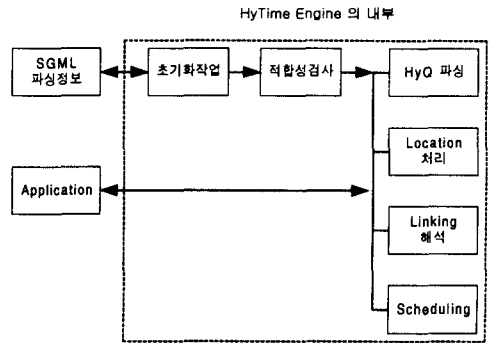 HyTime Engine 의 내부
SGML
파싱정보
초기화작업
적합성검사
HyQ 파싱
Location
처리
Application
Linking
해석
Scheduling